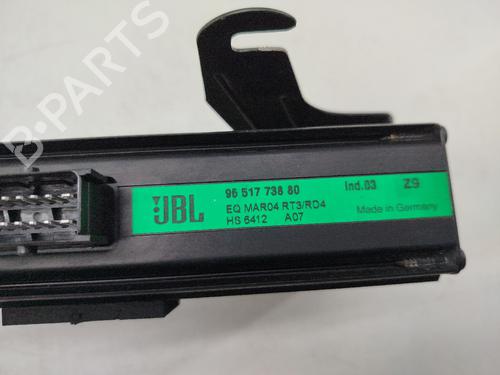 B-PARTS
96 517 738 80 Ind.03 Z9
JBL
EQ MAR04 RT3/RD4 Made in Germany
HS 6412 A07